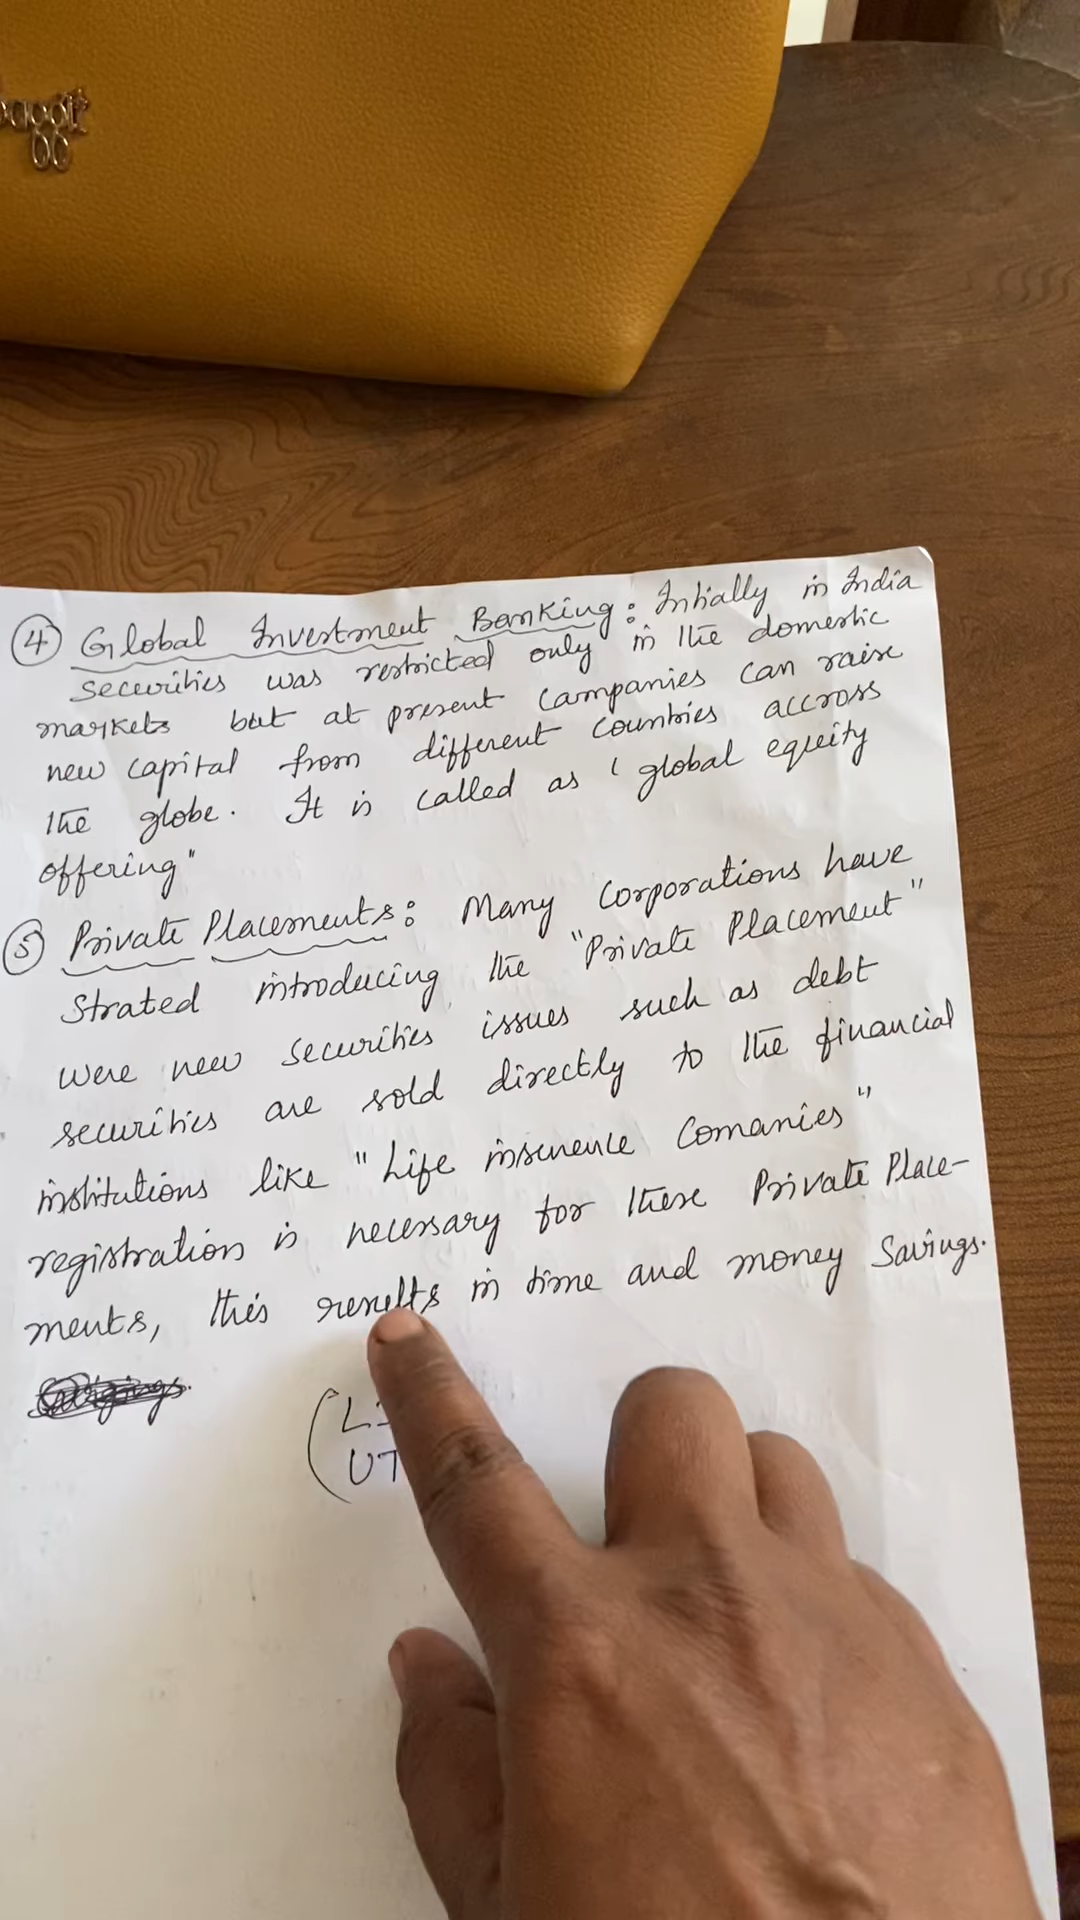 ④ Global Investment Banking: Intially in India
securities was restricted only in the domestic
markets but at present companies can raise
new capital from different countries accross
the globe. It is called as ' global equity
offering"
⑤ Private Placements: Many Corporations have
Strated introducing the "Private Placement"
were new securities issues such as debt
securities are sold directly to the financial
institutions like "Life insurence Comanies"
registration is necessary for these Private Place-
ments, this results in time and money Savings.
(L
UT